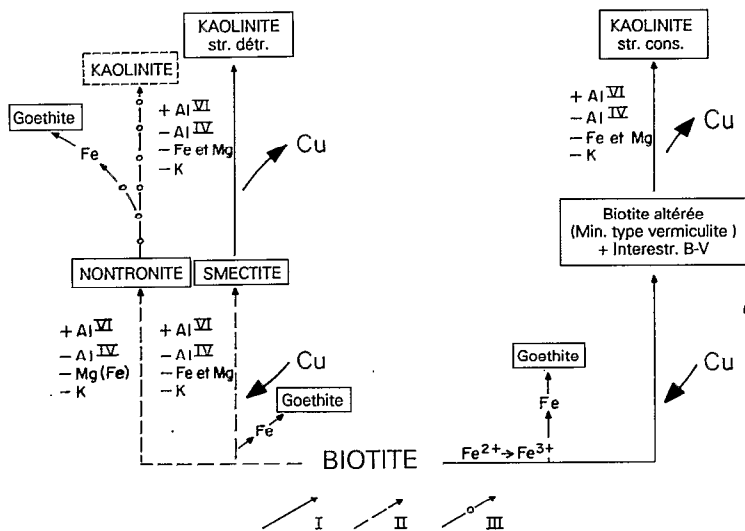 KAOLINITE
str. détr.
KAOLINITE
str. cons.
KAOLINITE
Goethite
Fe
+ Al VI
– Al IV
– Fe et Mg
– K
Cu
+ Al VI
– Al IV
– Fe et Mg
– K
Cu
Biotite altérée
(Min. type vermiculite)
+ Interestr. B-V
NONTRONITE
SMECTITE
+ Al VI
– Al IV
– Mg (Fe)
– K
+ Al VI
– Al IV
– Fe et Mg
– K
Cu
Goethite
Fe
Goethite
Fe
Cu
BIOTITE
Fe2+ → Fe3+
I
II
III